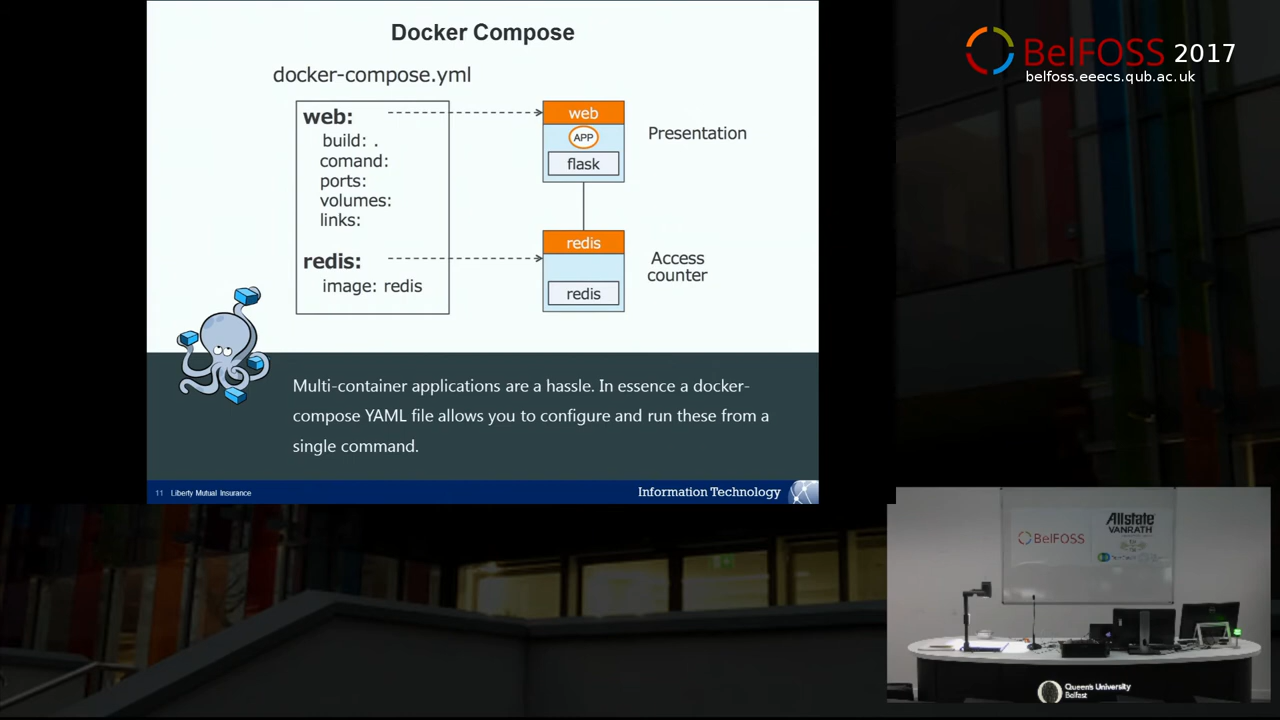 Docker Compose
docker-compose.yml
web:
build: .
comand:
ports:
volumes:
links:
redis:
image: redis
web
APP
flask
Presentation
redis
redis
Access
counter
Multi-container applications are a hassle. In essence a docker-
compose YAML file allows you to configure and run these from a
single command.
11 Liberty Mutual Insurance
Information Technology
BelFOSS 2017
belfoss.eeecs.qub.ac.uk
BelFOSS
Allstate
VANRATH
Queen's University
Belfast